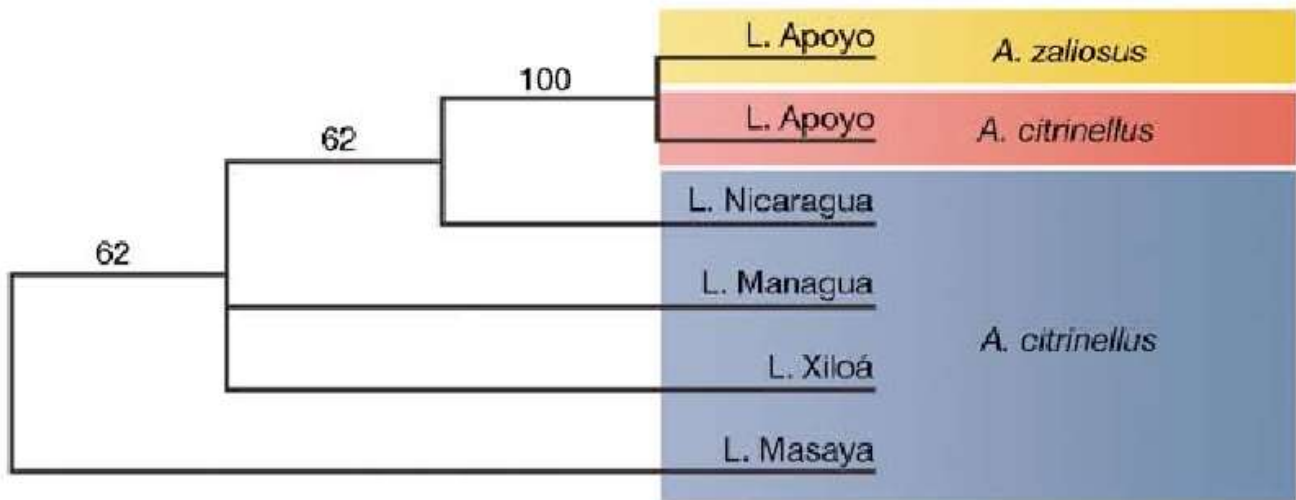 L. Apoyo
A. zaliosus
100
L. Apoyo
A. citrinellus
62
L. Nicaragua
62
L. Managua
A. citrinellus
L. Xiloá
L. Masaya